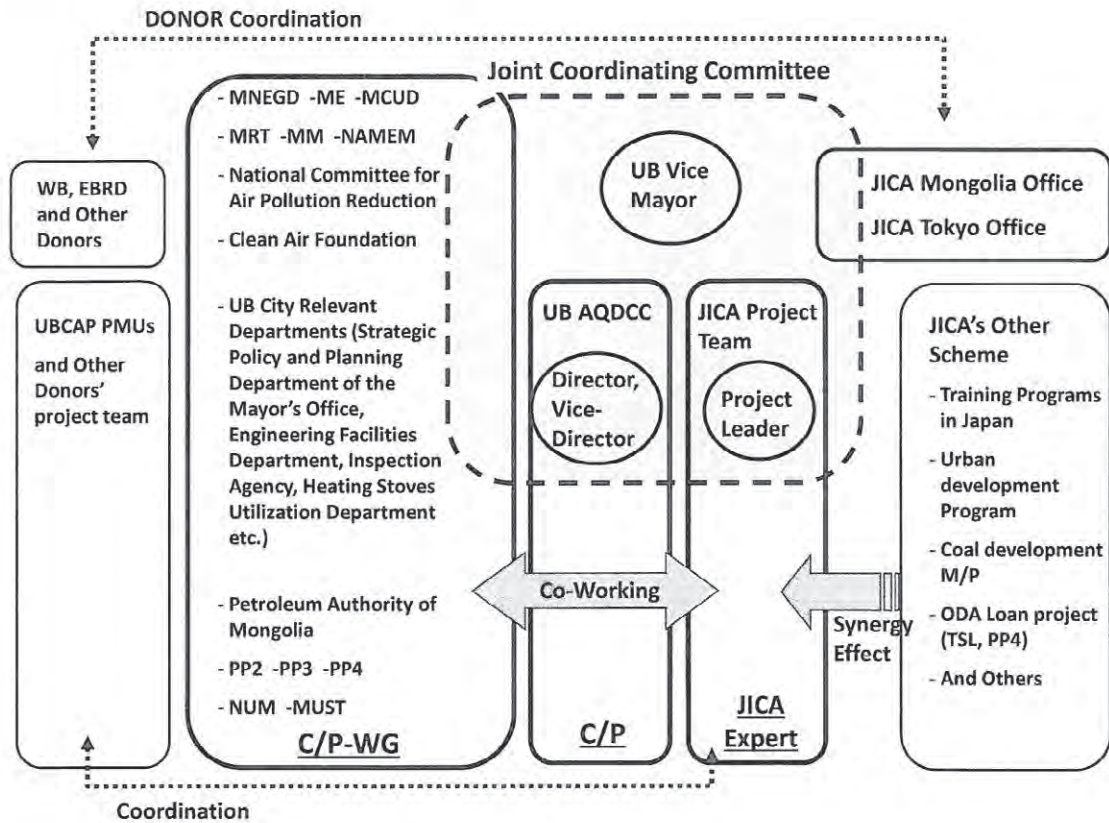 DONOR Coordination
Joint Coordinating Committee
WB, EBRD
and Other
Donors
UBCAP PMUs
and Other
Donors'
project team
- MNEGD -ME -MCUD
- MRT -MM -NAMEM
- National Committee for
Air Pollution Reduction
- Clean Air Foundation
- UB City Relevant
Departments (Strategic
Policy and Planning
Department of the
Mayor's Office,
Engineering Facilities
Department, Inspection
Agency, Heating Stoves
Utilization Department
etc.)
- Petroleum Authority of
Mongolia
- PP2 -PP3 -PP4
- NUM -MUST
C/P-WG
UB Vice
Mayor
UB AQDCC
Director,
Vice-
Director
Co-Working
C/P
JICA Project
Team
Project
Leader
JICA
Expert
JICA Mongolia Office
JICA Tokyo Office
JICA's Other
Scheme
- Training Programs
in Japan
- Urban
development
Program
- Coal development
M/P
- ODA Loan project
(TSL, PP4)
- And Others
Synergy
Effect
Coordination